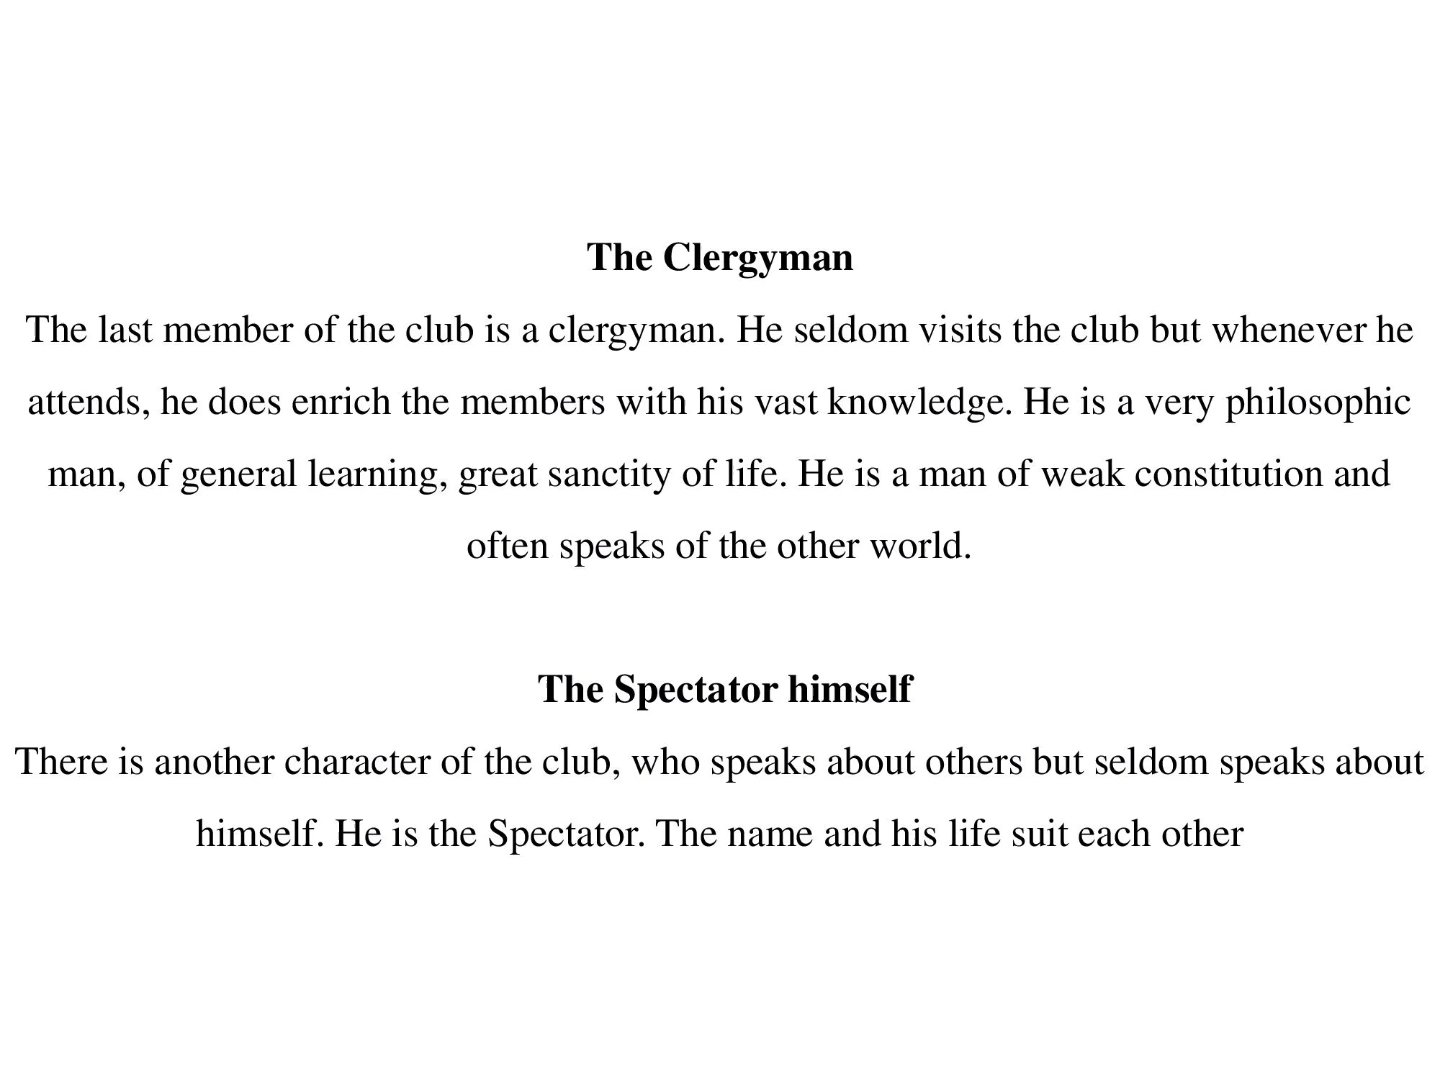 The Clergyman
The last member of the club is a clergyman. He seldom visits the club but whenever he
attends, he does enrich the members with his vast knowledge. He is a very philosophic
man, of general learning, great sanctity of life. He is a man of weak constitution and
often speaks of the other world.
The Spectator himself
There is another character of the club, who speaks about others but seldom speaks about
himself. He is the Spectator. The name and his life suit each other